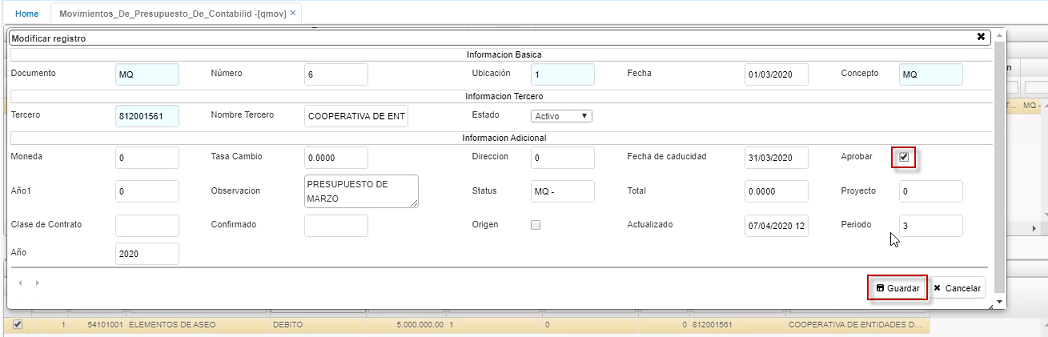 Home Movimientos_De_Presupuesto_De_Contabilid -[qmov] ×
Modificar registro
Informacion Basica
Documento MQ Número 6 Ubicación 1 Fecha 01/03/2020 Concepto MQ
Informacion Tercero
Tercero 812001561 Nombre Tercero COOPERATIVA DE ENT Estado Activo
Informacion Adicional
Moneda 0 Tasa Cambio 0.0000 Direccion 0 Fecha de caducidad 31/03/2020 Aprobar
Año1 0 Observacion PRESUPUESTO DE
MARZO Status MQ - Total 0.0000 Proyecto 0
Clase de Contrato Confirmado Origen Actualizado 07/04/2020 12 Periodo 3
Año 2020
Guardar Cancelar
1 54101001 ELEMENTOS DE ASEO DEBITO 5.000.000,00 1 0 0 812001561 COOPERATIVA DE ENTIDADES D...
n
T... MQ -